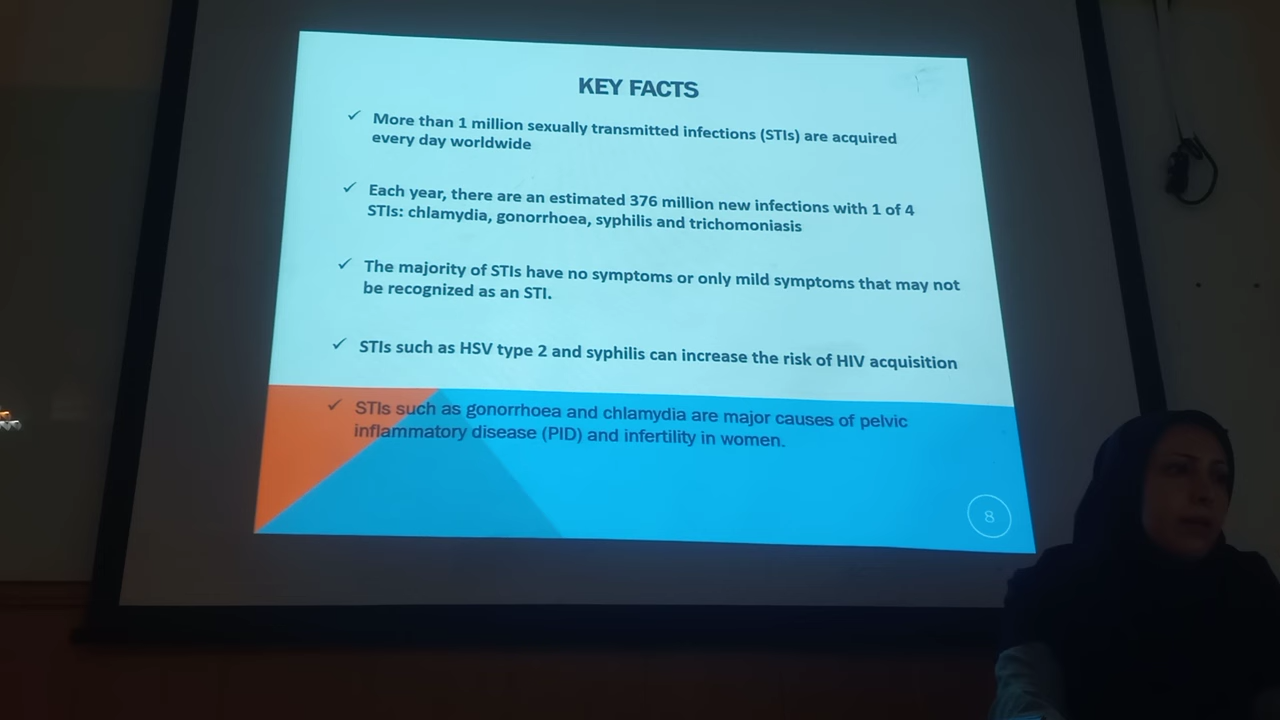 KEY FACTS
✓ More than 1 million sexually transmitted infections (STIs) are acquired
every day worldwide
✓ Each year, there are an estimated 376 million new infections with 1 of 4
STIs: chlamydia, gonorrhoea, syphilis and trichomoniasis
✓ The majority of STIs have no symptoms or only mild symptoms that may not
be recognized as an STI.
✓ STIs such as HSV type 2 and syphilis can increase the risk of HIV acquisition
✓ STIs such as gonorrhoea and chlamydia are major causes of pelvic
inflammatory disease (PID) and infertility in women.
8